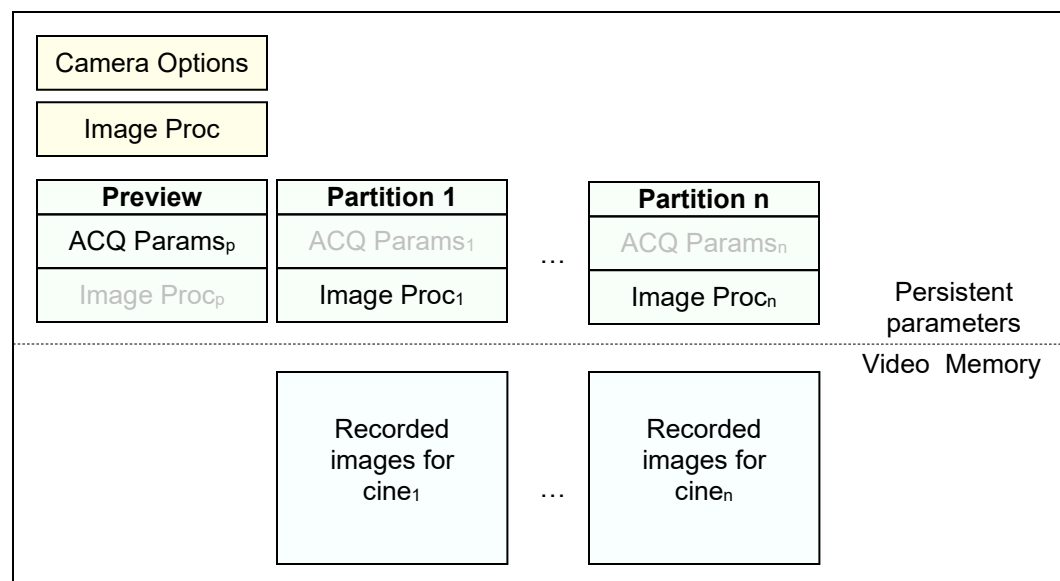 Camera Options
Image Proc
Preview
Partition 1
Partition n
ACQ Paramsₚ
ACQ Params₁
ACQ Paramsₙ
...
Image Procₚ
Image Proc₁
Image Procₙ
Persistent
parameters
Video Memory
Recorded
images for
cine₁
...
Recorded
images for
cineₙ